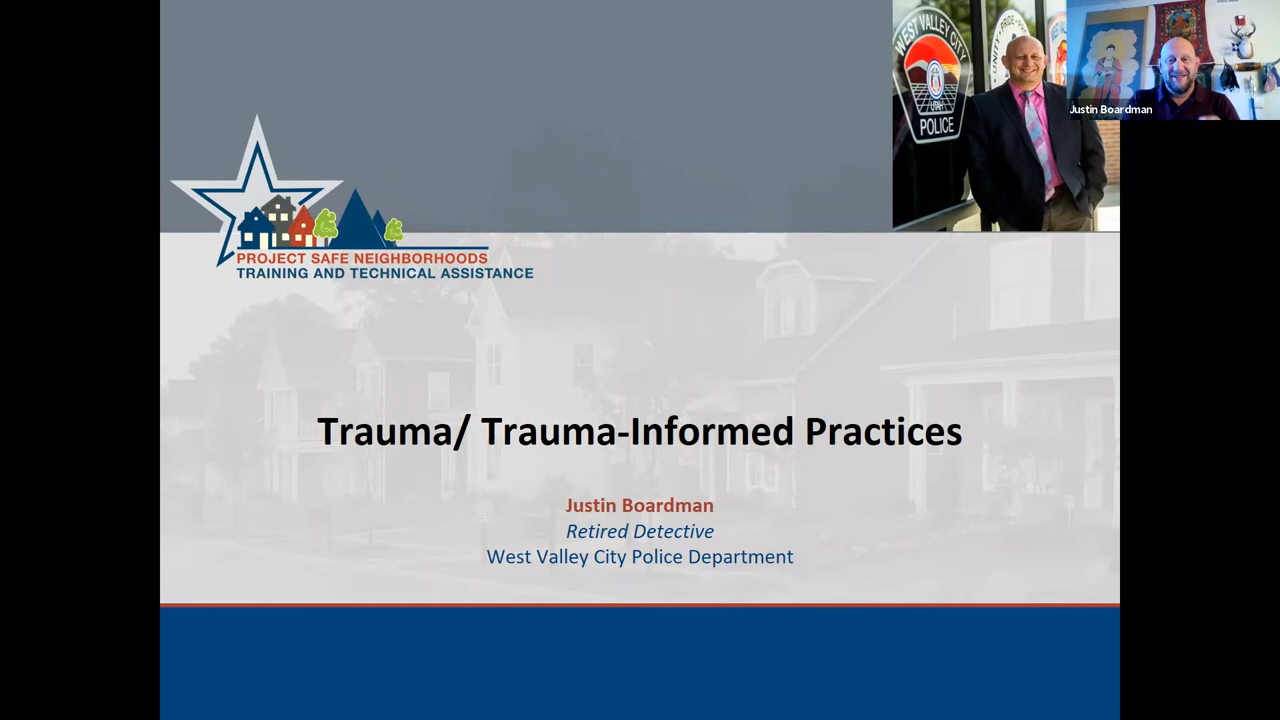 WEST VALLEY CITY
UTAH
POLICE
Justin Boardman
PROJECT SAFE NEIGHBORHOODS
TRAINING AND TECHNICAL ASSISTANCE
Trauma/ Trauma-Informed Practices
Justin Boardman
Retired Detective
West Valley City Police Department